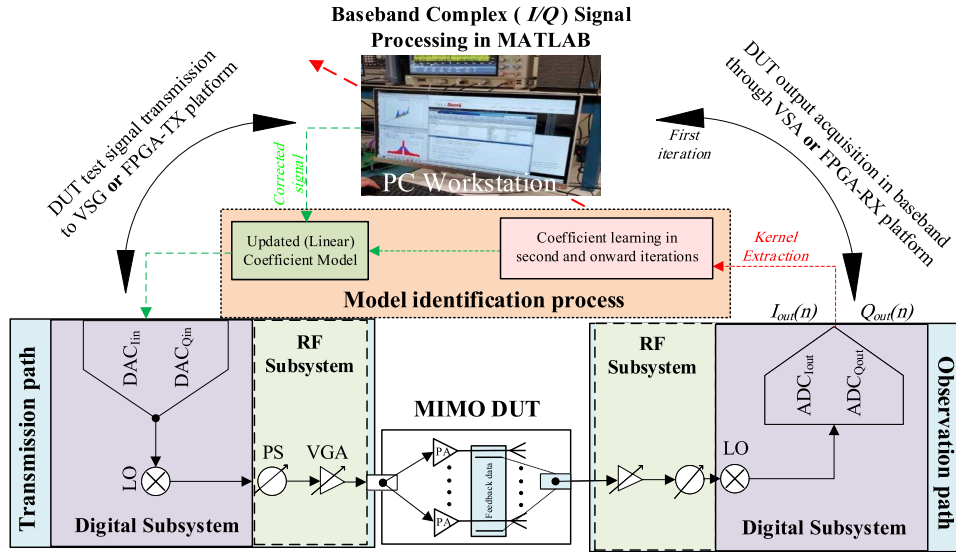 Baseband Complex ( I/Q) Signal
Processing in MATLAB
DUT test signal transmission
to VSG or FPGA-TX platform
DUT output acquisition in baseband
through VSA or FPGA-RX platform
First
iteration
PC Workstation
Corrected
signal
Updated (Linear)
Coefficient Model
Coefficient learning in
second and onward iterations
Kernel
Extraction
Model identification process
Iout(n)
Qout(n)
Transmission path
DACIin
DACQin
LO
Digital Subsystem
RF
Subsystem
PS
VGA
MIMO DUT
PA
PA
Feedback data
RF
Subsystem
LO
ADCIout
ADCQout
Digital Subsystem
Observation path